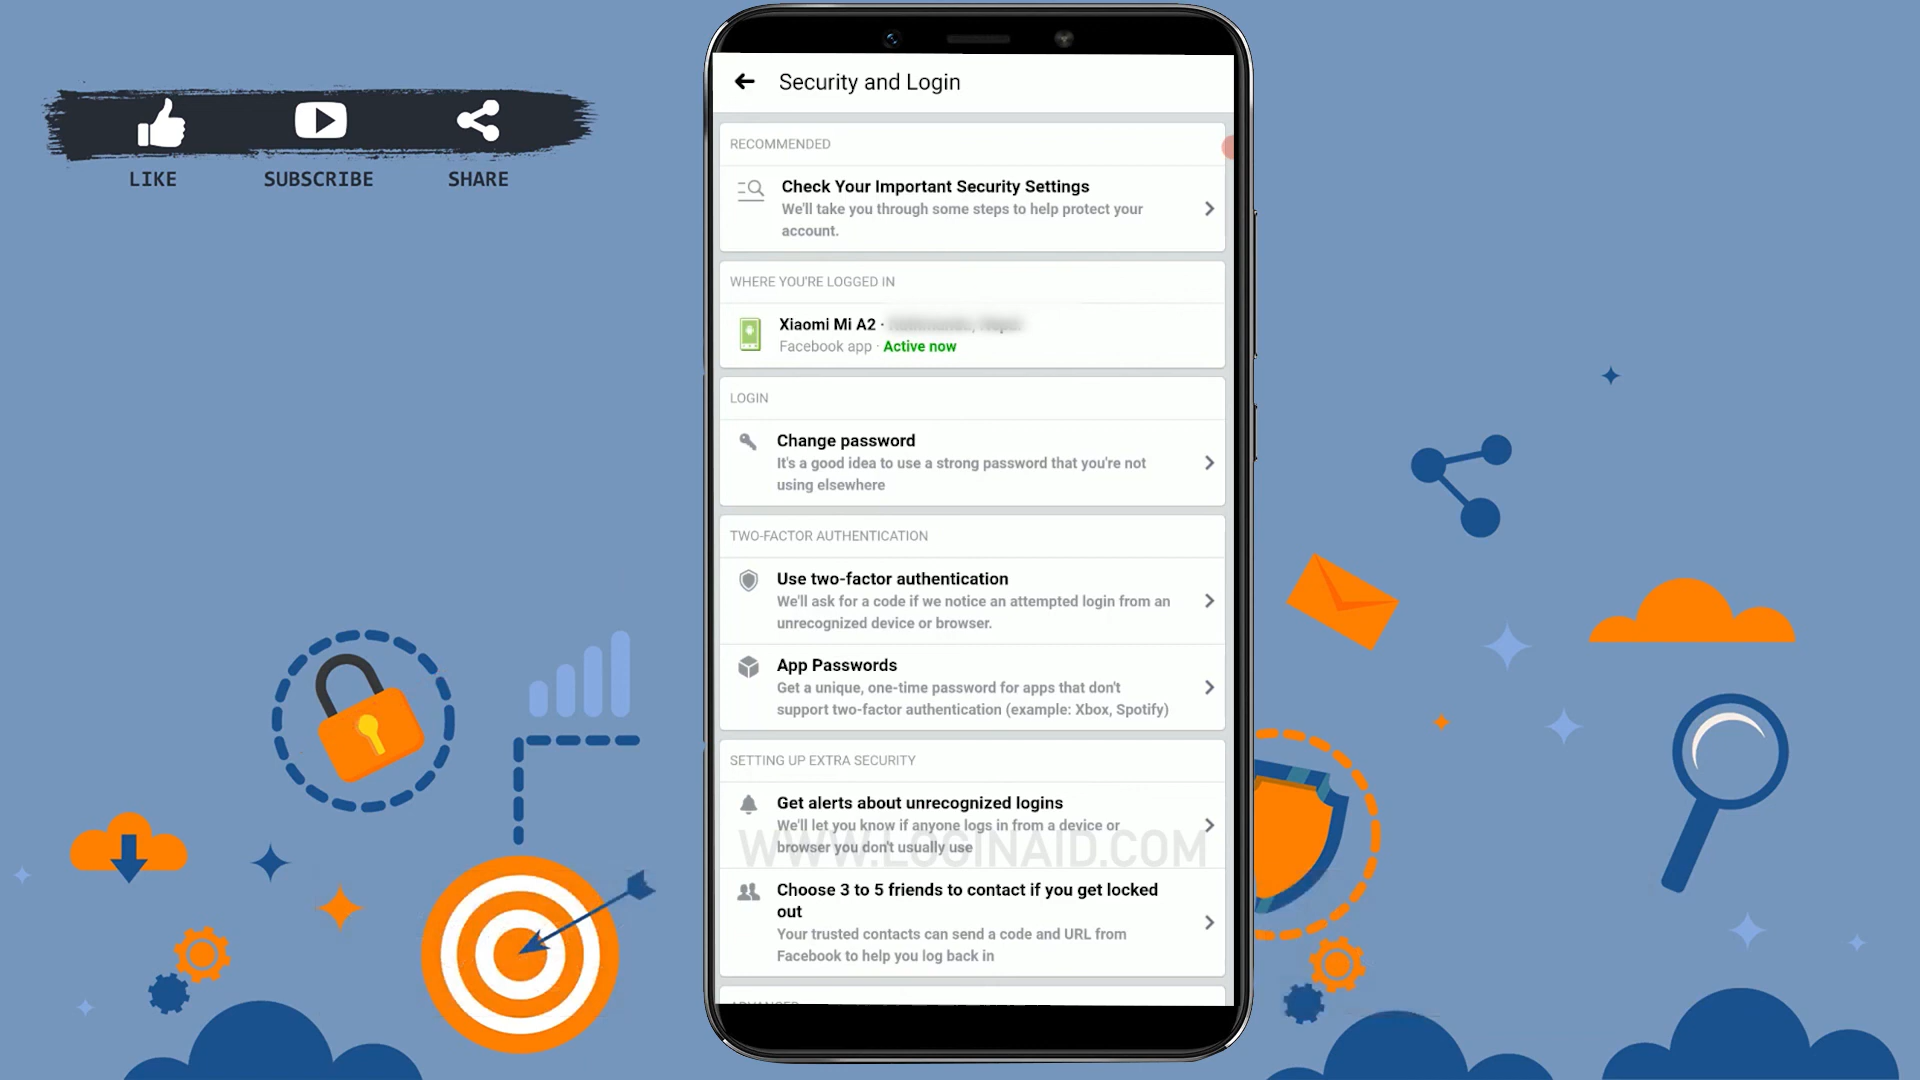 LIKE
SUBSCRIBE
SHARE
Security and Login
RECOMMENDED
Check Your Important Security Settings
We'll take you through some steps to help protect your
account.
WHERE YOU'RE LOGGED IN
Xiaomi Mi A2 ·
Facebook app · Active now
LOGIN
Change password
It's a good idea to use a strong password that you're not
using elsewhere
TWO-FACTOR AUTHENTICATION
Use two-factor authentication
We'll ask for a code if we notice an attempted login from an
unrecognized device or browser.
App Passwords
Get a unique, one-time password for apps that don't
support two-factor authentication (example: Xbox, Spotify)
SETTING UP EXTRA SECURITY
Get alerts about unrecognized logins
We'll let you know if anyone logs in from a device or
browser you don't usually use
WWW.LOGINAID.COM
Choose 3 to 5 friends to contact if you get locked
out
Your trusted contacts can send a code and URL from
Facebook to help you log back in